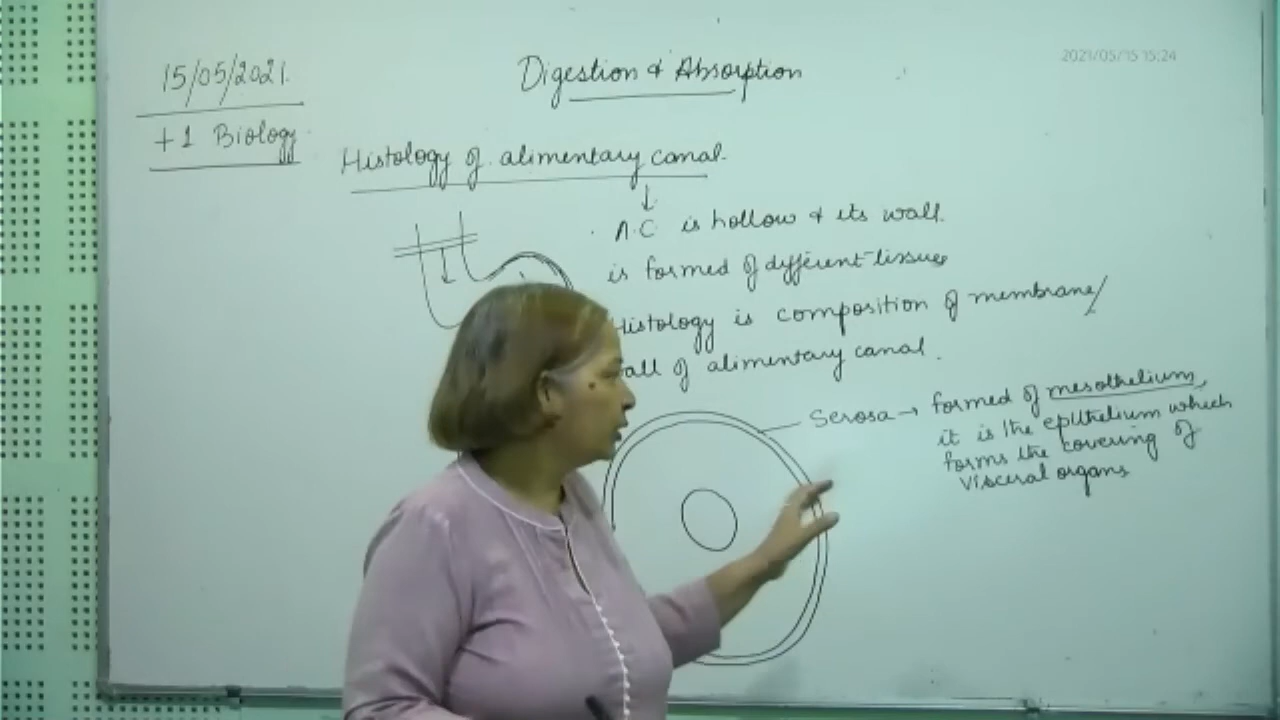 2021/05/15 15:24
15/05/2021.
+1 Biology
Digestion & Absorption
Histology of alimentary canal.
A.C is hollow & its wall
is formed of different tissues
Histology is composition of membrane/
wall of alimentary canal.
Serosa → formed of mesothelium,
it is the epithelium which
forms the covering of
visceral organs